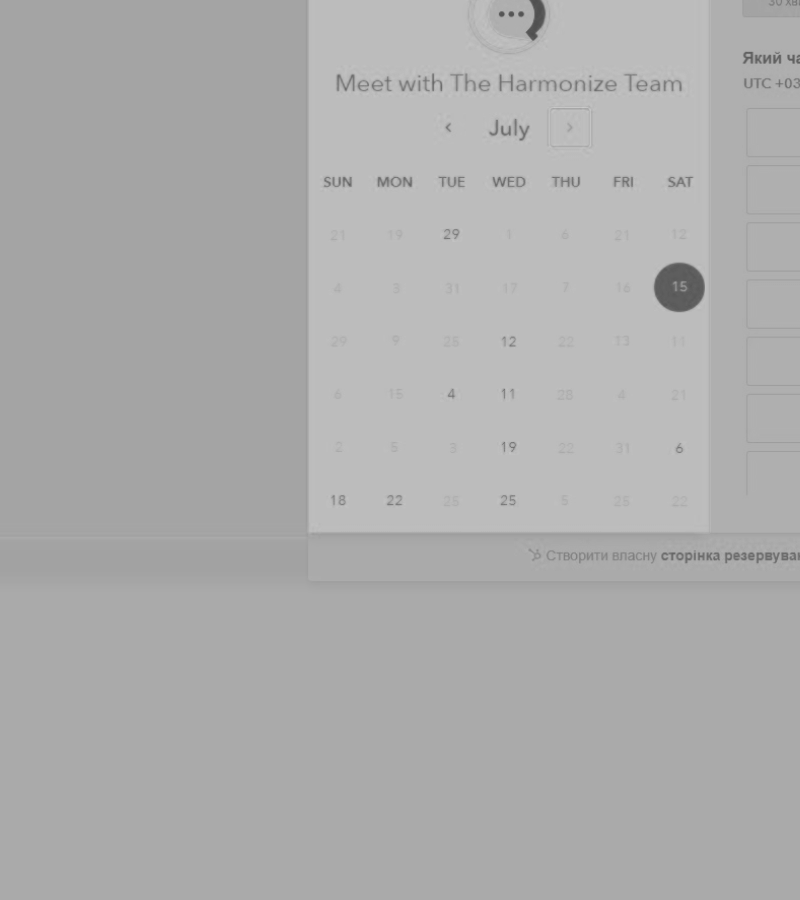 30 хв
Meet with The Harmonize Team
Який ча
UTC +03
‹ July ›
SUN MON TUE WED THU FRI SAT
21 19 29 1 6 21 12
4 3 31 17 7 16 15
29 9 25 12 22 13 11
6 15 4 11 28 4 21
2 5 3 19 22 31 6
18 22 25 25 5 25 22
Створити власну сторінка резервуван